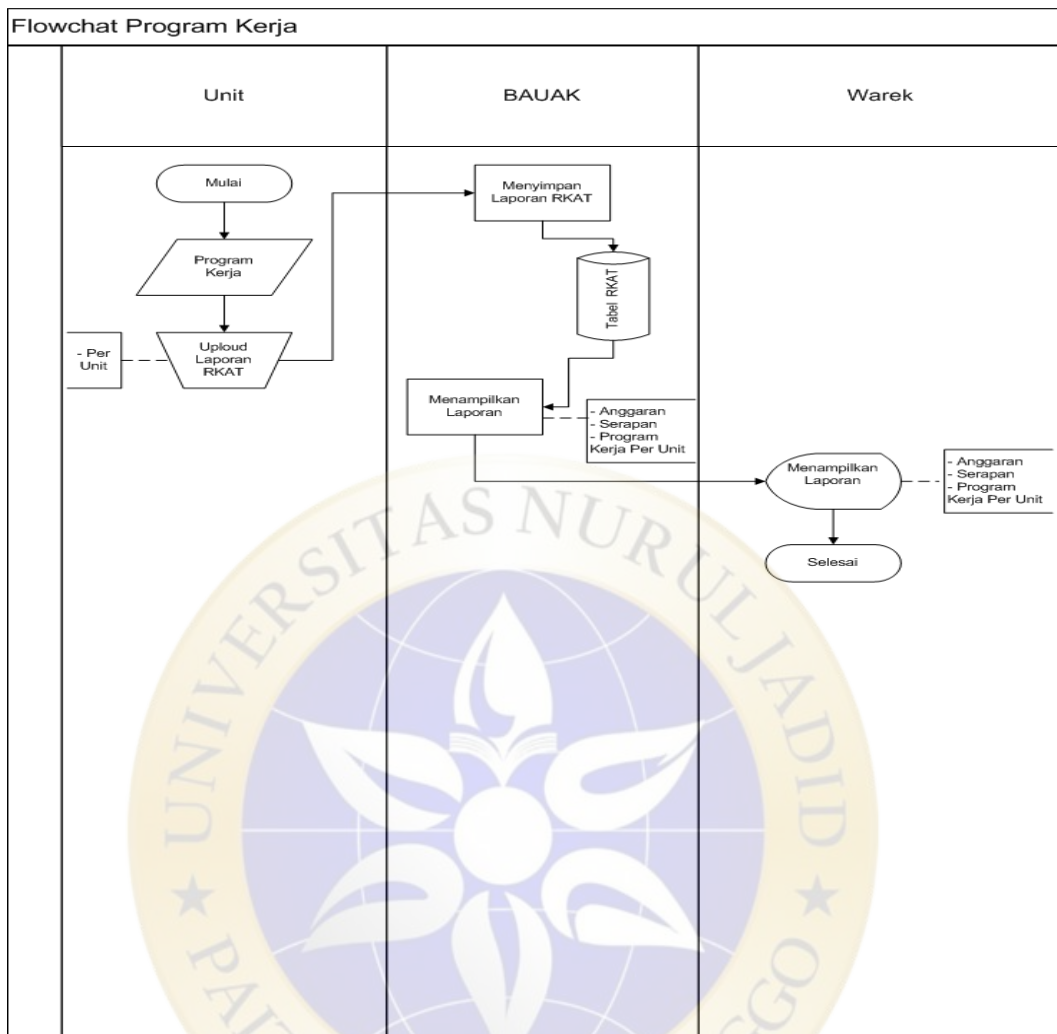 Flowchat Program Kerja
Unit
BAUAK
Warek
Mulai
Program
Kerja
- Per
Unit
Uploud
Laporan
RKAT
Menyimpan
Laporan RKAT
Tabel RKAT
Menampilkan
Laporan
- Anggaran
- Serapan
- Program
Kerja Per Unit
Menampilkan
Laporan
- Anggaran
- Serapan
- Program
Kerja Per Unit
Selesai
UNIVERSITAS NURUL JADID